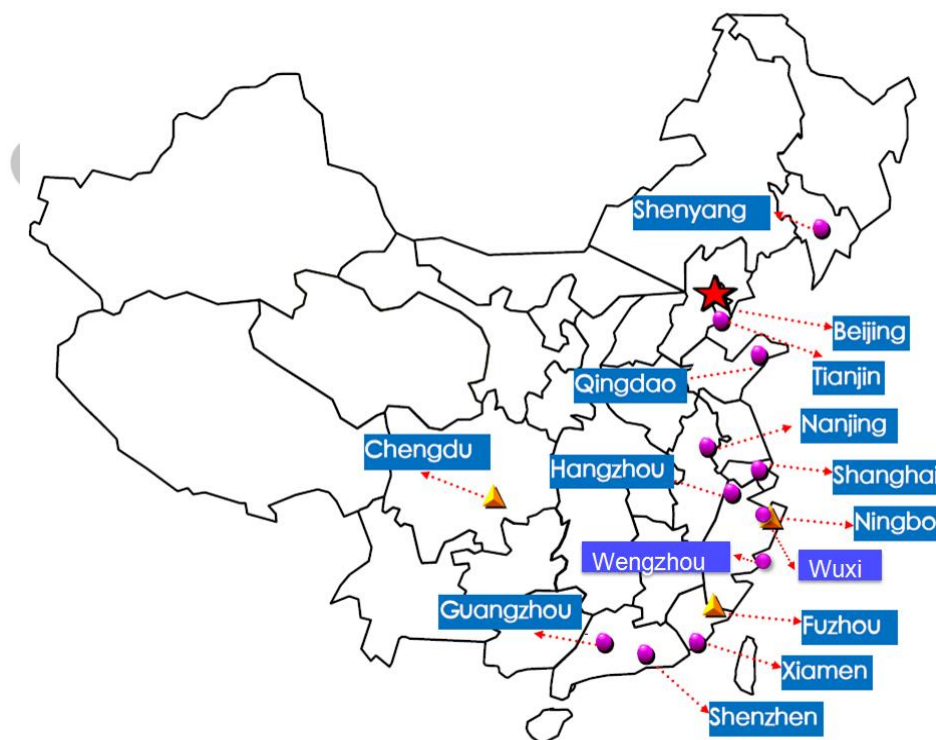 Shenyang
Beijing
Tianjin
Qingdao
Nanjing
Chengdu
Hangzhou
Shanghai
Ningbo
Wengzhou
Wuxi
Guangzhou
Fuzhou
Xiamen
Shenzhen